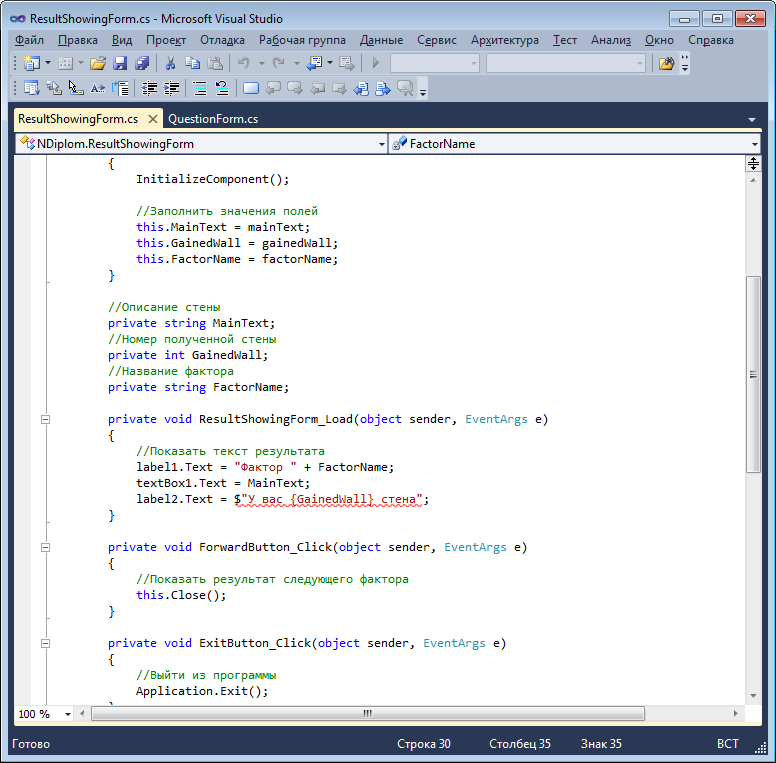 ResultShowingForm.cs - Microsoft Visual Studio
Файл Правка Вид Проект Отладка Рабочая группа Данные Сервис Архитектура Тест Анализ Окно Справка
ResultShowingForm.cs QuestionForm.cs
NDiplom.ResultShowingForm FactorName
{
InitializeComponent();
//Заполнить значения полей
this.MainText = mainText;
this.GainedWall = gainedWall;
this.FactorName = factorName;
}
//Описание стены
private string MainText;
//Номер полученной стены
private int GainedWall;
//Название фактора
private string FactorName;
private void ResultShowingForm_Load(object sender, EventArgs e)
{
//Показать текст результата
label1.Text = "Фактор " + FactorName;
textBox1.Text = MainText;
label2.Text = $"У вас {GainedWall} стена";
}
private void ForwardButton_Click(object sender, EventArgs e)
{
//Показать результат следующего фактора
this.Close();
}
private void ExitButton_Click(object sender, EventArgs e)
{
//Выйти из программы
Application.Exit();
}
100 %
Готово Строка 30 Столбец 35 Знак 35 ВСТ